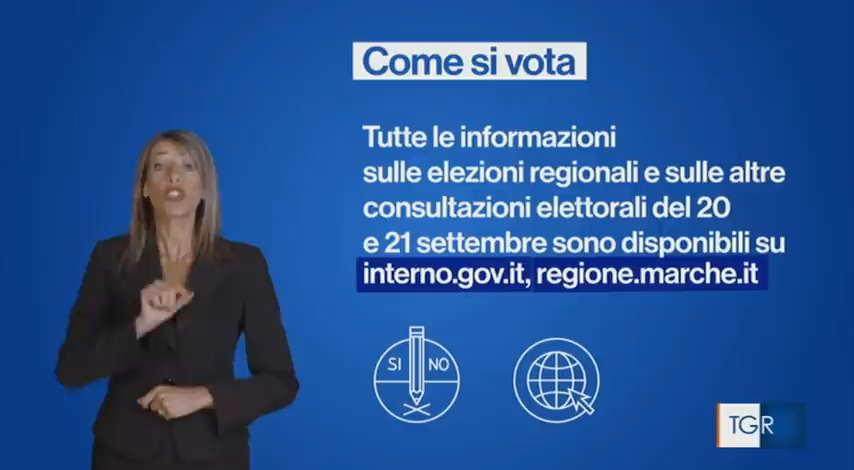 Come si vota
Tutte le informazioni
sulle elezioni regionali e sulle altre
consultazioni elettorali del 20
e 21 settembre sono disponibili su
interno.gov.it, regione.marche.it
SI NO
TGR